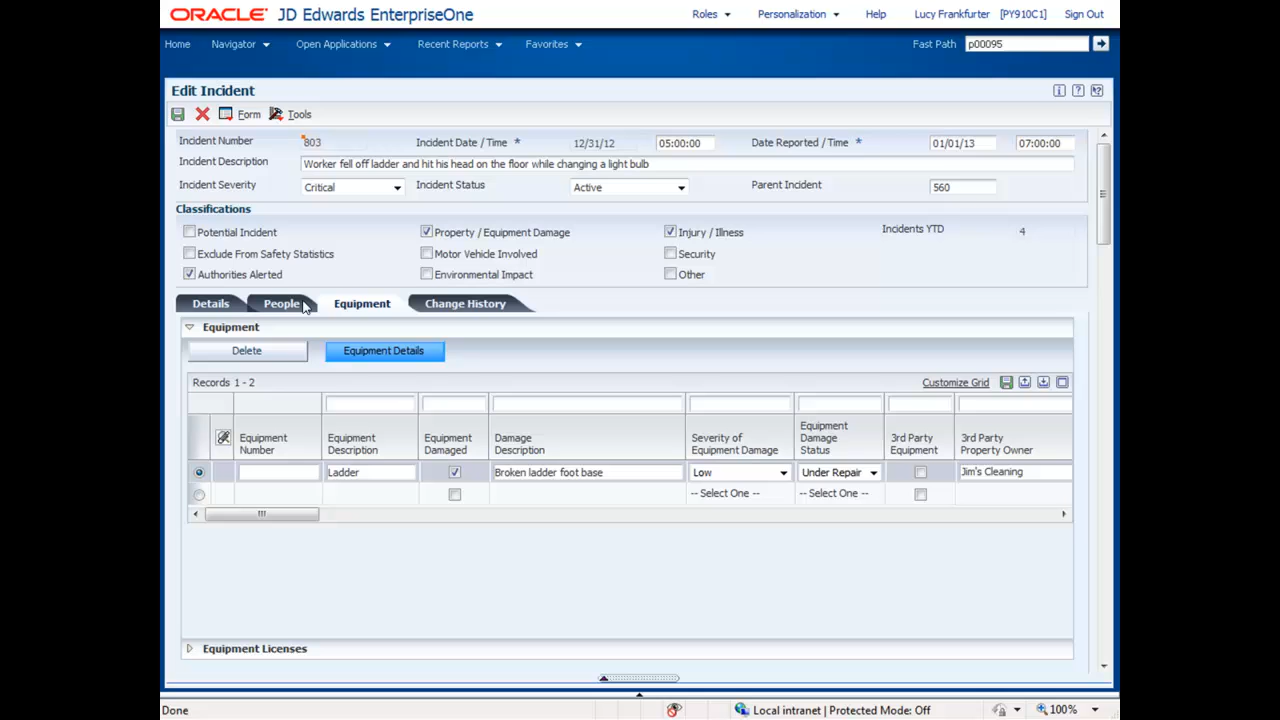 ORACLE JD Edwards EnterpriseOne Roles Personalization Help Lucy Frankfurter [PY910C1] Sign Out
Home Navigator Open Applications Recent Reports Favorites Fast Path p00095
Edit Incident
Form Tools
Incident Number 803 Incident Date / Time * 12/31/12 05:00:00 Date Reported / Time * 01/01/13 07:00:00
Incident Description Worker fell off ladder and hit his head on the floor while changing a light bulb
Incident Severity Critical Incident Status Active Parent Incident 560
Classifications
Potential Incident Property / Equipment Damage Injury / Illness Incidents YTD 4
Exclude From Safety Statistics Motor Vehicle Involved Security
Authorities Alerted Environmental Impact Other
Details People Equipment Change History
Equipment
Delete Equipment Details
Records 1 - 2 Customize Grid
Equipment Number Equipment Description Equipment Damaged Damage Description Severity of Equipment Damage Equipment Damage Status 3rd Party Equipment 3rd Party Property Owner
Ladder Broken ladder foot base Low Under Repair Jim's Cleaning
-- Select One -- -- Select One --
Equipment Licenses
Done Local intranet | Protected Mode: Off 100%